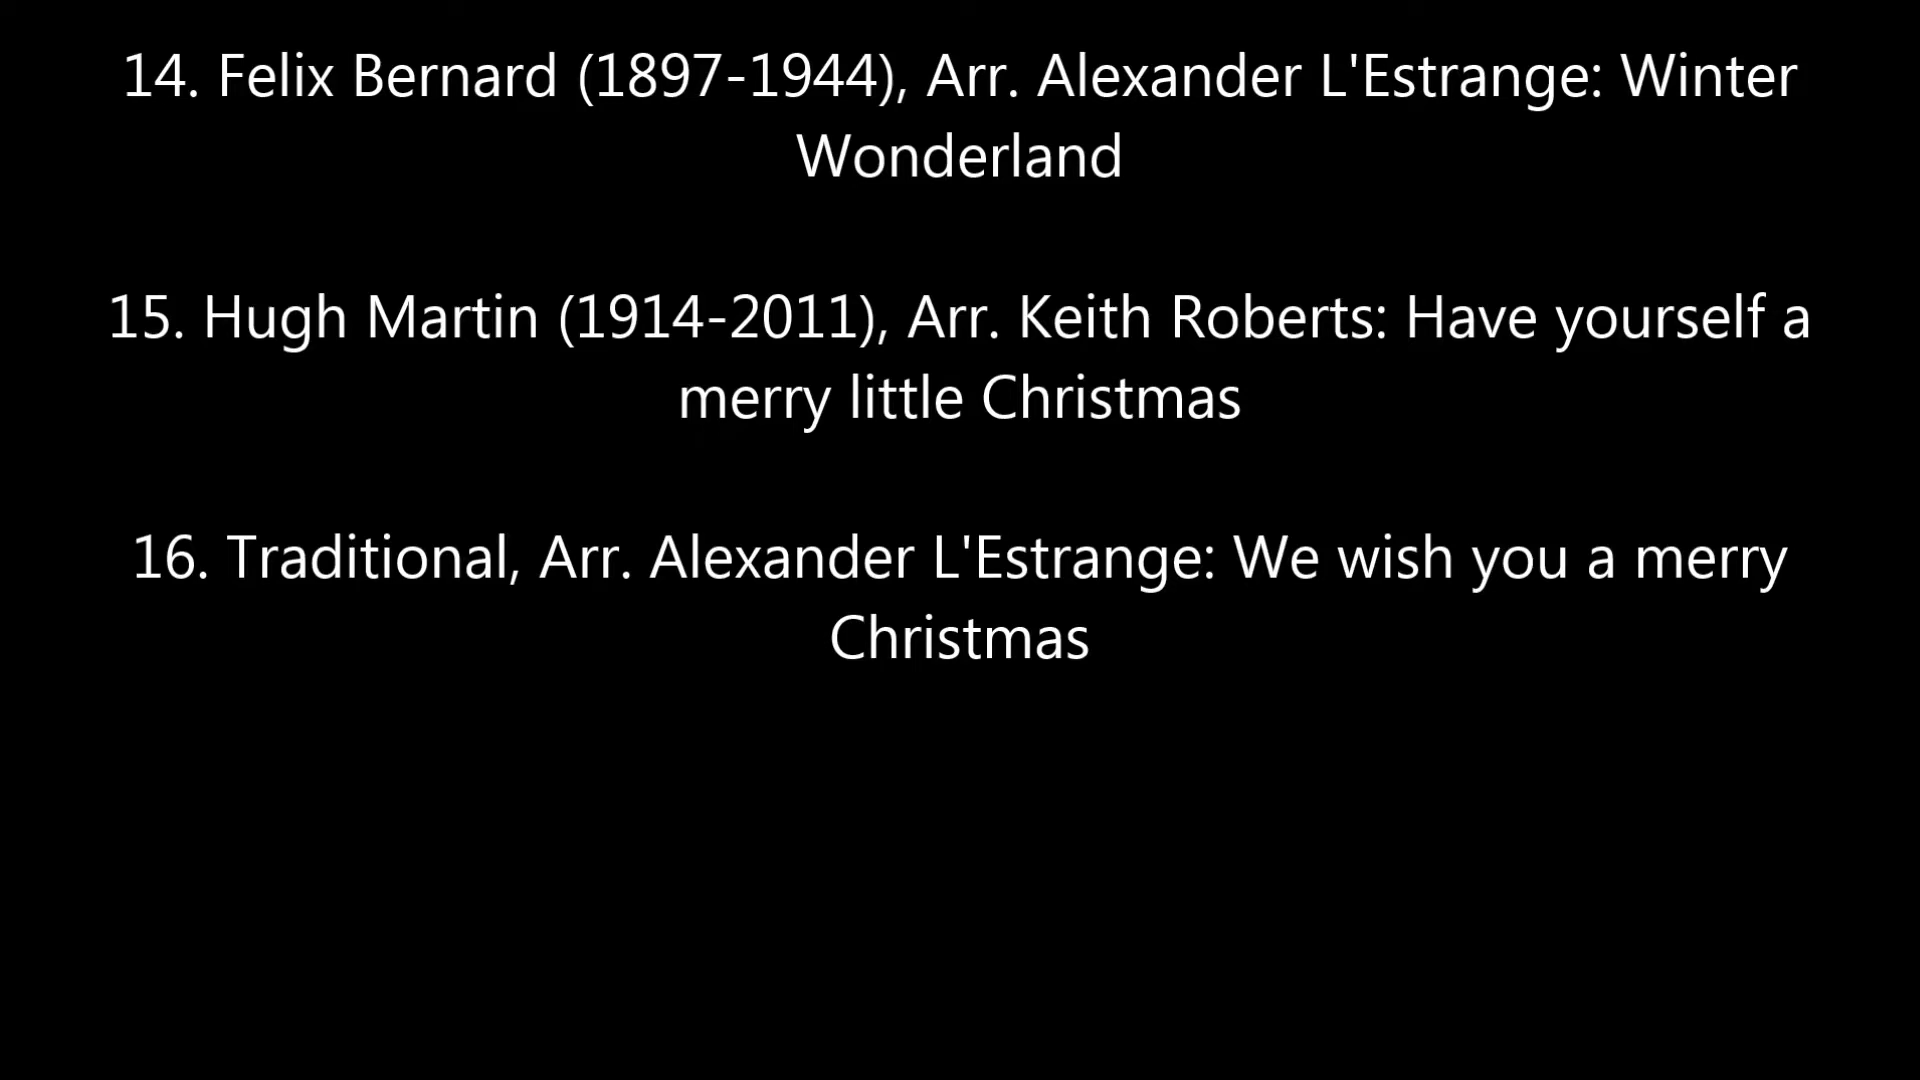 14. Felix Bernard (1897-1944), Arr. Alexander L'Estrange: Winter
Wonderland
15. Hugh Martin (1914-2011), Arr. Keith Roberts: Have yourself a
merry little Christmas
16. Traditional, Arr. Alexander L'Estrange: We wish you a merry
Christmas